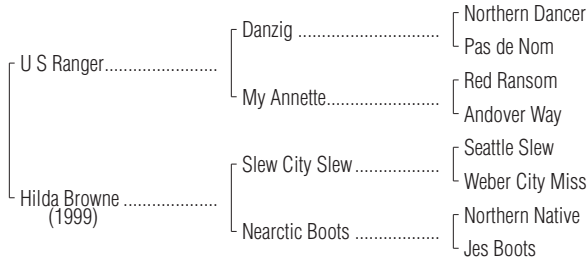 Northern Dancer
Danzig ..................................
Pas de Nom
U S Ranger.......................
Red Ransom
My Annette...........................
Andover Way
Seattle Slew
Slew City Slew ....................
Weber City Miss
Hilda Browne ...................
(1999)
Northern Native
Nearctic Boots .....................
Jes Boots